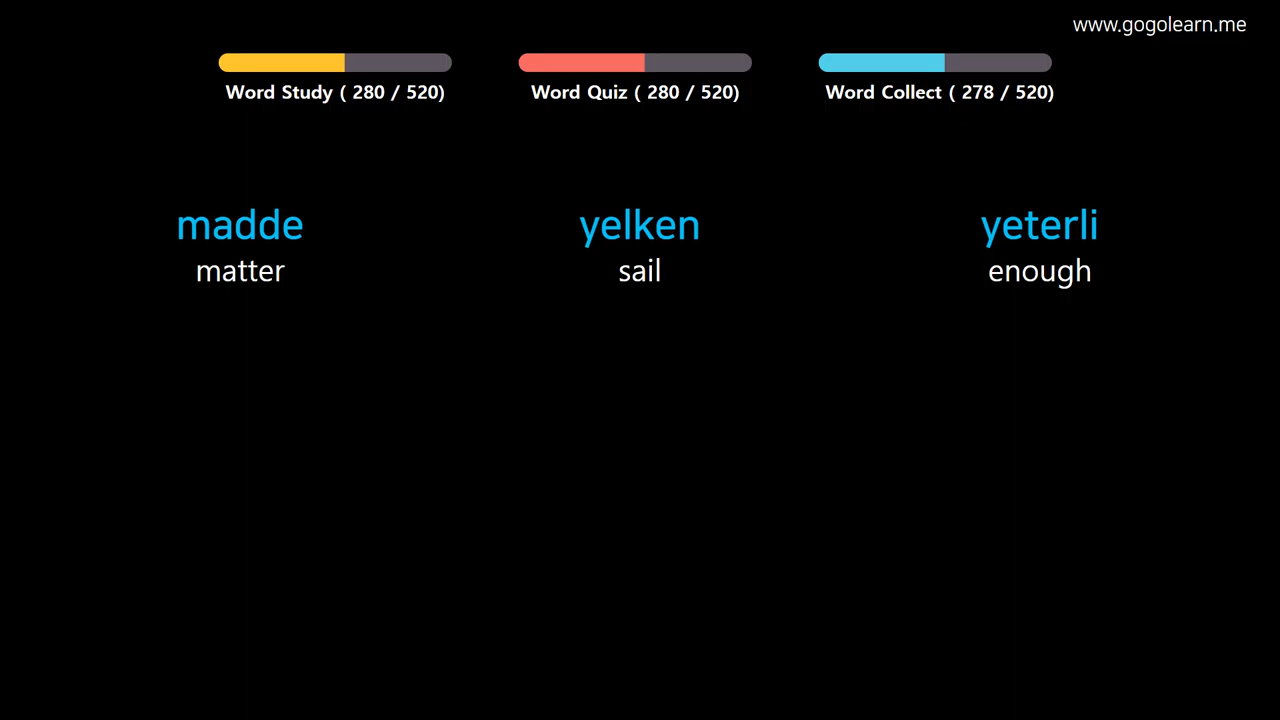 www.gogolearn.me
Word Study ( 280 / 520)
Word Quiz ( 280 / 520)
Word Collect ( 278 / 520)
madde
matter
yelken
sail
yeterli
enough